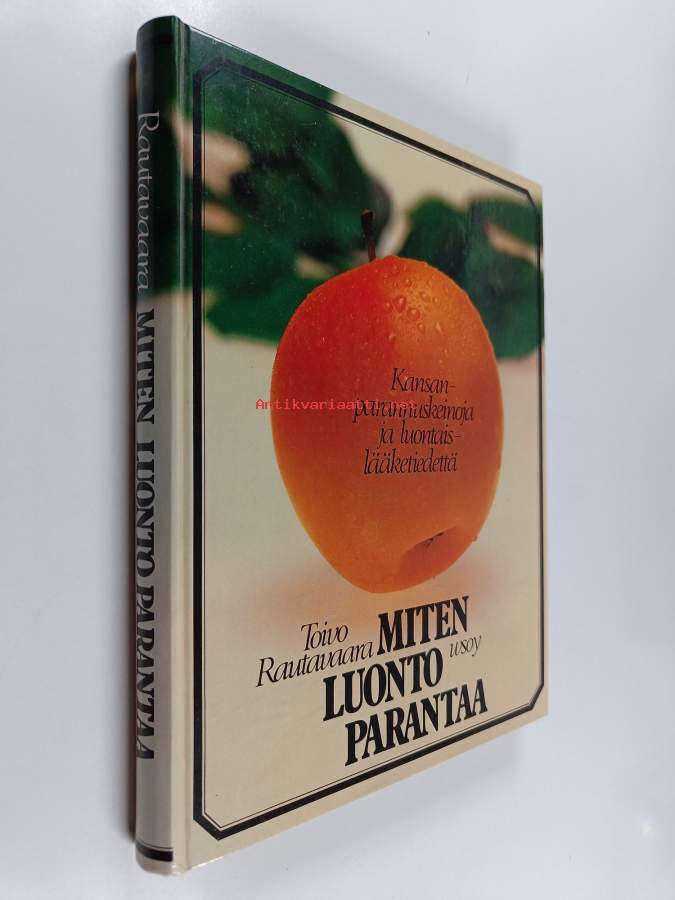 Rautavaara MITEN LUONTO PARANTAA
Kansan-
parannuskeinoja
ja luontais-
lääketiedettä
Antikvariaatti.net
Toivo
Rautavaara
MITEN
wsoy
LUONTO
PARANTAA